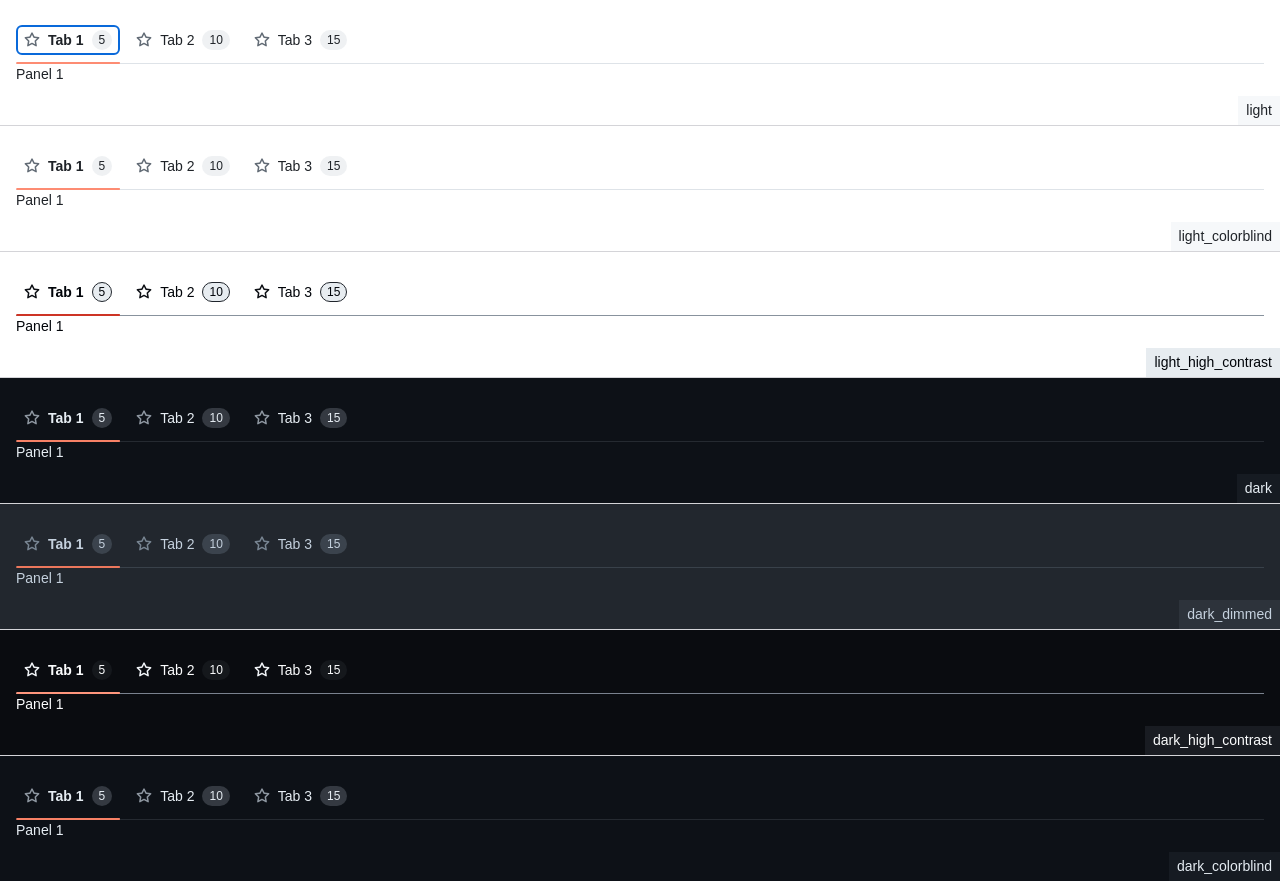 Tab 1 5 Tab 2 10 Tab 3 15
Panel 1
light
Tab 1 5 Tab 2 10 Tab 3 15
Panel 1
light_colorblind
Tab 1 5 Tab 2 10 Tab 3 15
Panel 1
light_high_contrast
Tab 1 5 Tab 2 10 Tab 3 15
Panel 1
dark
Tab 1 5 Tab 2 10 Tab 3 15
Panel 1
dark_dimmed
Tab 1 5 Tab 2 10 Tab 3 15
Panel 1
dark_high_contrast
Tab 1 5 Tab 2 10 Tab 3 15
Panel 1
dark_colorblind